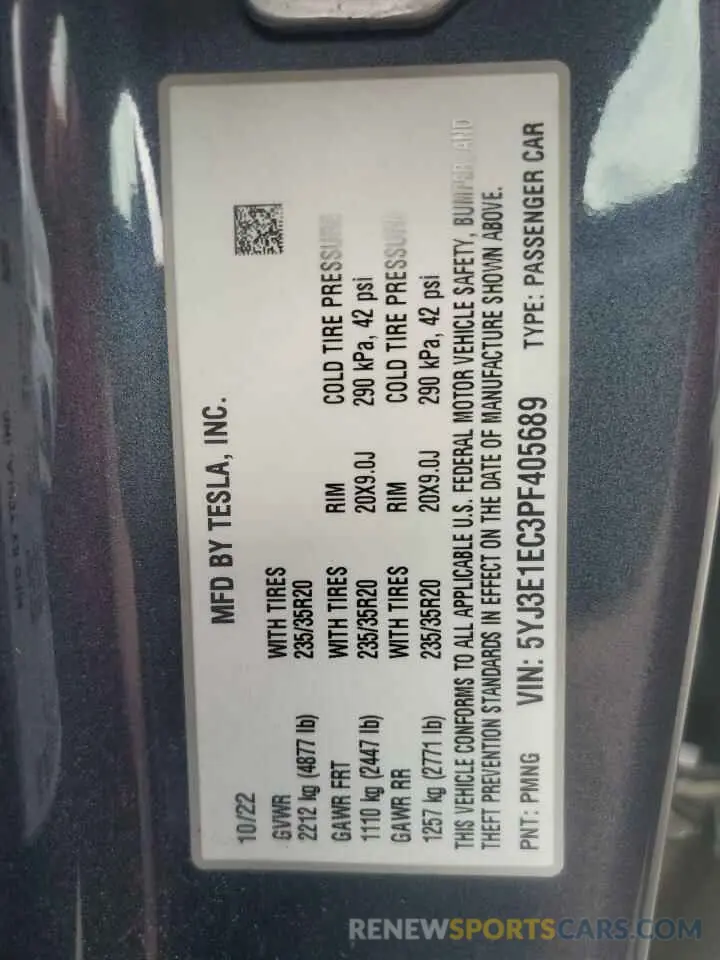 MFD BY TESLA, INC.
10/22
GVWR WITH TIRES
2212 kg (4877 lb) 235/35R20
GAWR FRT WITH TIRES RIM COLD TIRE PRESSURE
1110 kg (2447 lb) 235/35R20 20X9.0J 290 kPa, 42 psi
GAWR RR WITH TIRES RIM COLD TIRE PRESSURE
1257 kg (2771 lb) 235/35R20 20X9.0J 290 kPa, 42 psi
THIS VEHICLE CONFORMS TO ALL APPLICABLE U.S. FEDERAL MOTOR VEHICLE SAFETY, BUMPER AND
THEFT PREVENTION STANDARDS IN EFFECT ON THE DATE OF MANUFACTURE SHOWN ABOVE.
PNT: PMNG VIN: 5YJ3E1EC3PF405689 TYPE: PASSENGER CAR
RENEWSPORTSCARS.COM